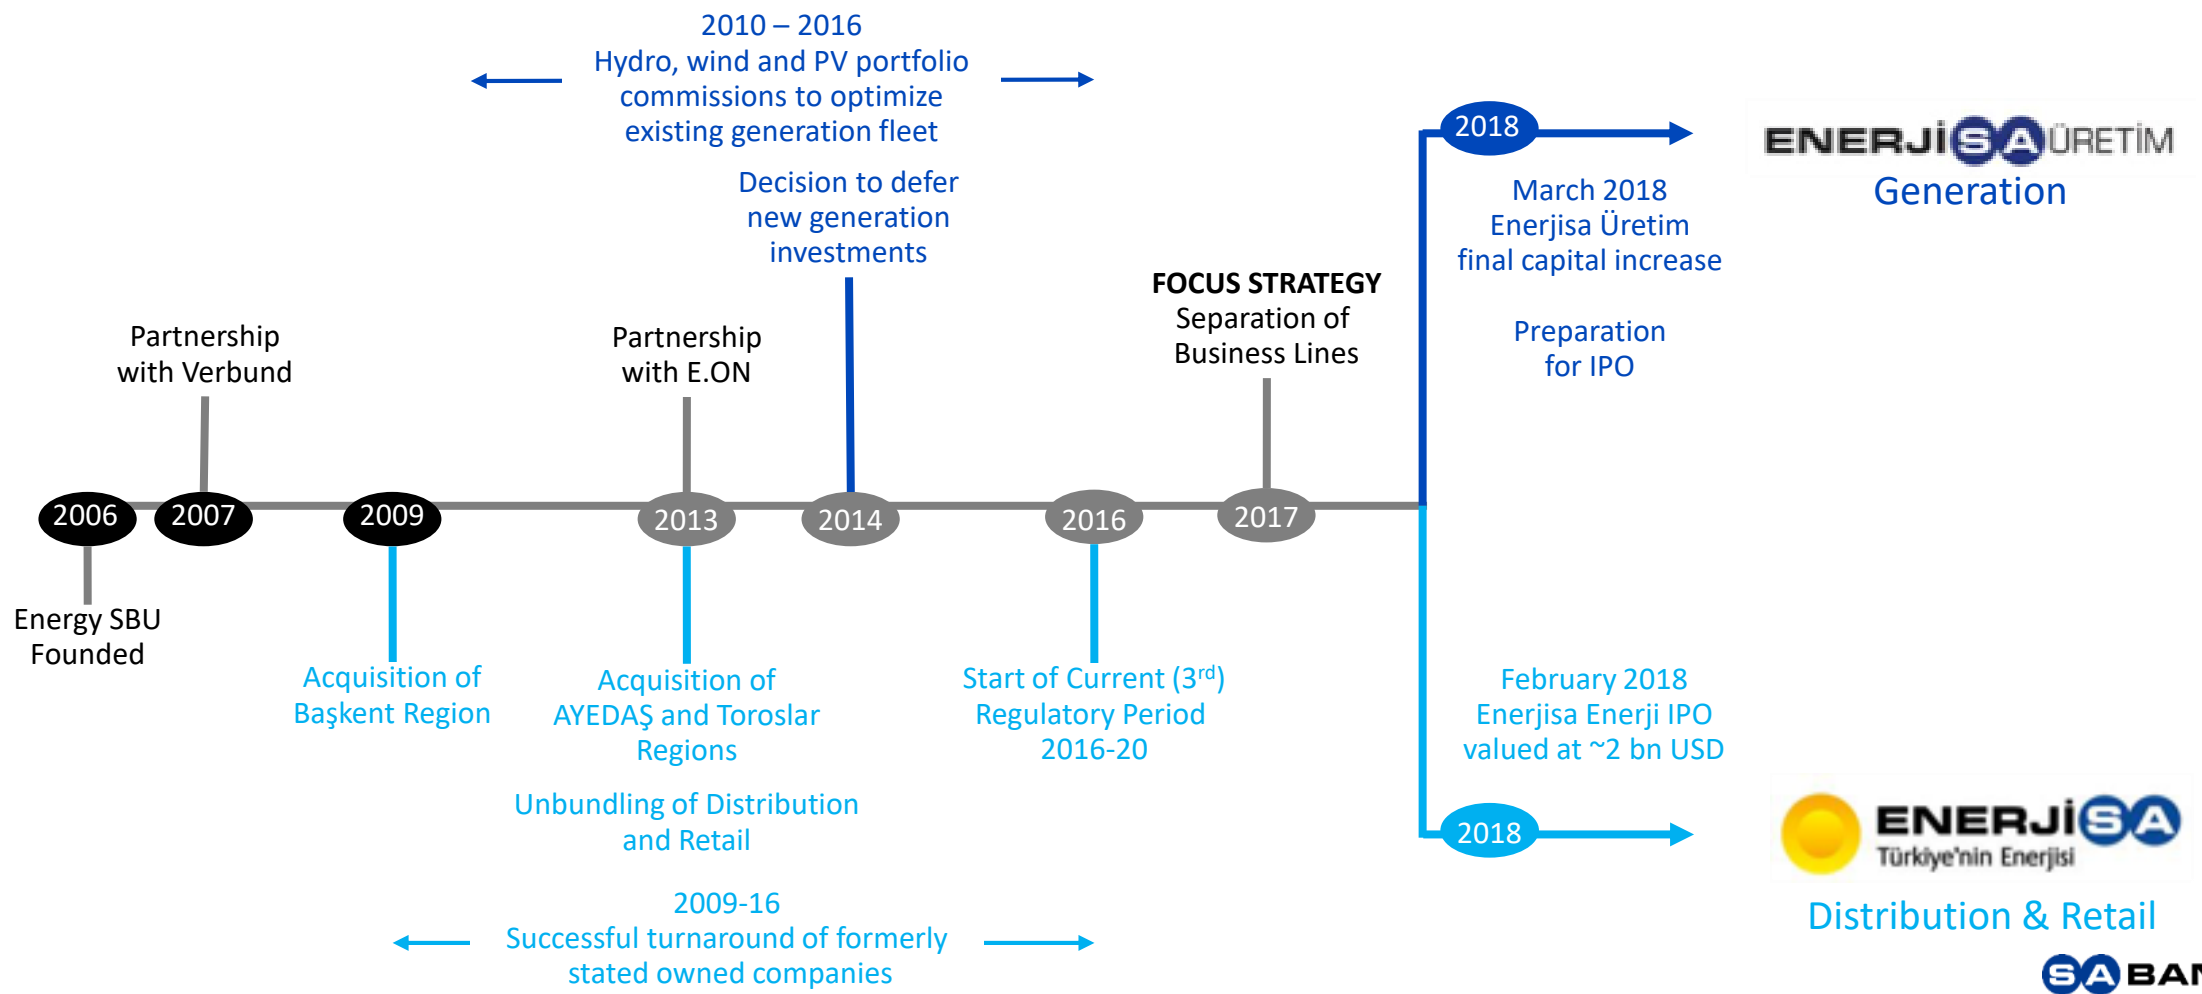 2010 – 2016
Hydro, wind and PV portfolio
commissions to optimize
existing generation fleet
Decision to defer
new generation
investments
2018
ENERJİSA ÜRETİM
Generation
March 2018
Enerjisa Üretim
final capital increase
Preparation
for IPO
FOCUS STRATEGY
Separation of
Business Lines
Partnership
with Verbund
Partnership
with E.ON
2006
2007
2009
2013
2014
2016
2017
Energy SBU
Founded
Acquisition of
Başkent Region
Acquisition of
AYEDAŞ and Toroslar
Regions
Unbundling of Distribution
and Retail
Start of Current (3rd)
Regulatory Period
2016-20
February 2018
Enerjisa Enerji IPO
valued at ~2 bn USD
2018
ENERJİSA
Türkiye'nin Enerjisi
Distribution & Retail
2009-16
Successful turnaround of formerly
stated owned companies